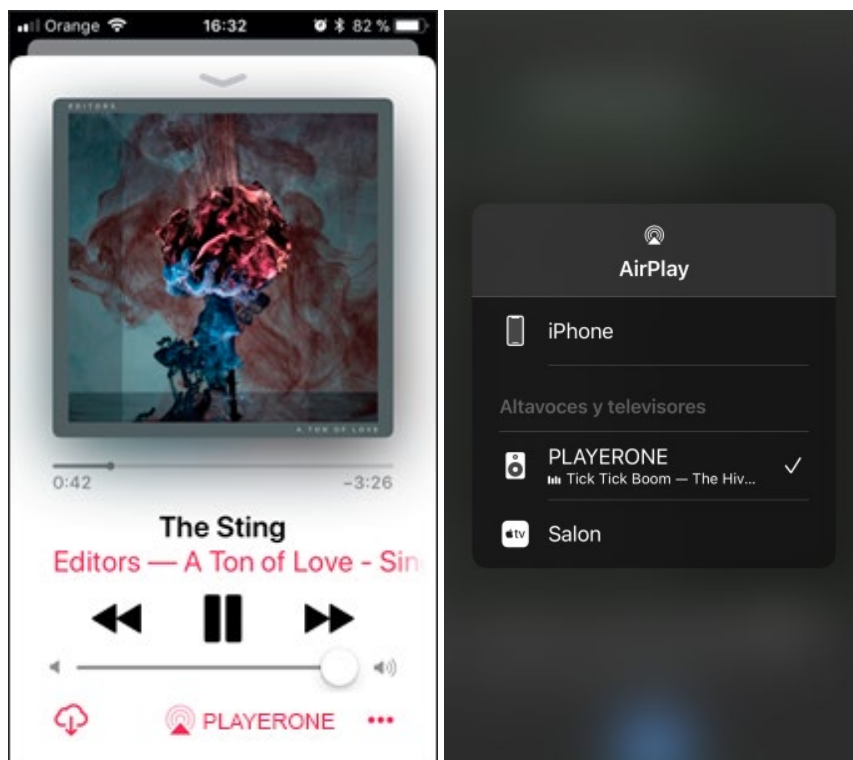 Orange 16:32 82 %
EDITORS
A TON OF LOVE
0:42 −3:26
The Sting
Editors — A Ton of Love - Sin
PLAYERONE
AirPlay
iPhone
Altavoces y televisores
PLAYERONE
Tick Tick Boom — The Hiv...
tv Salon